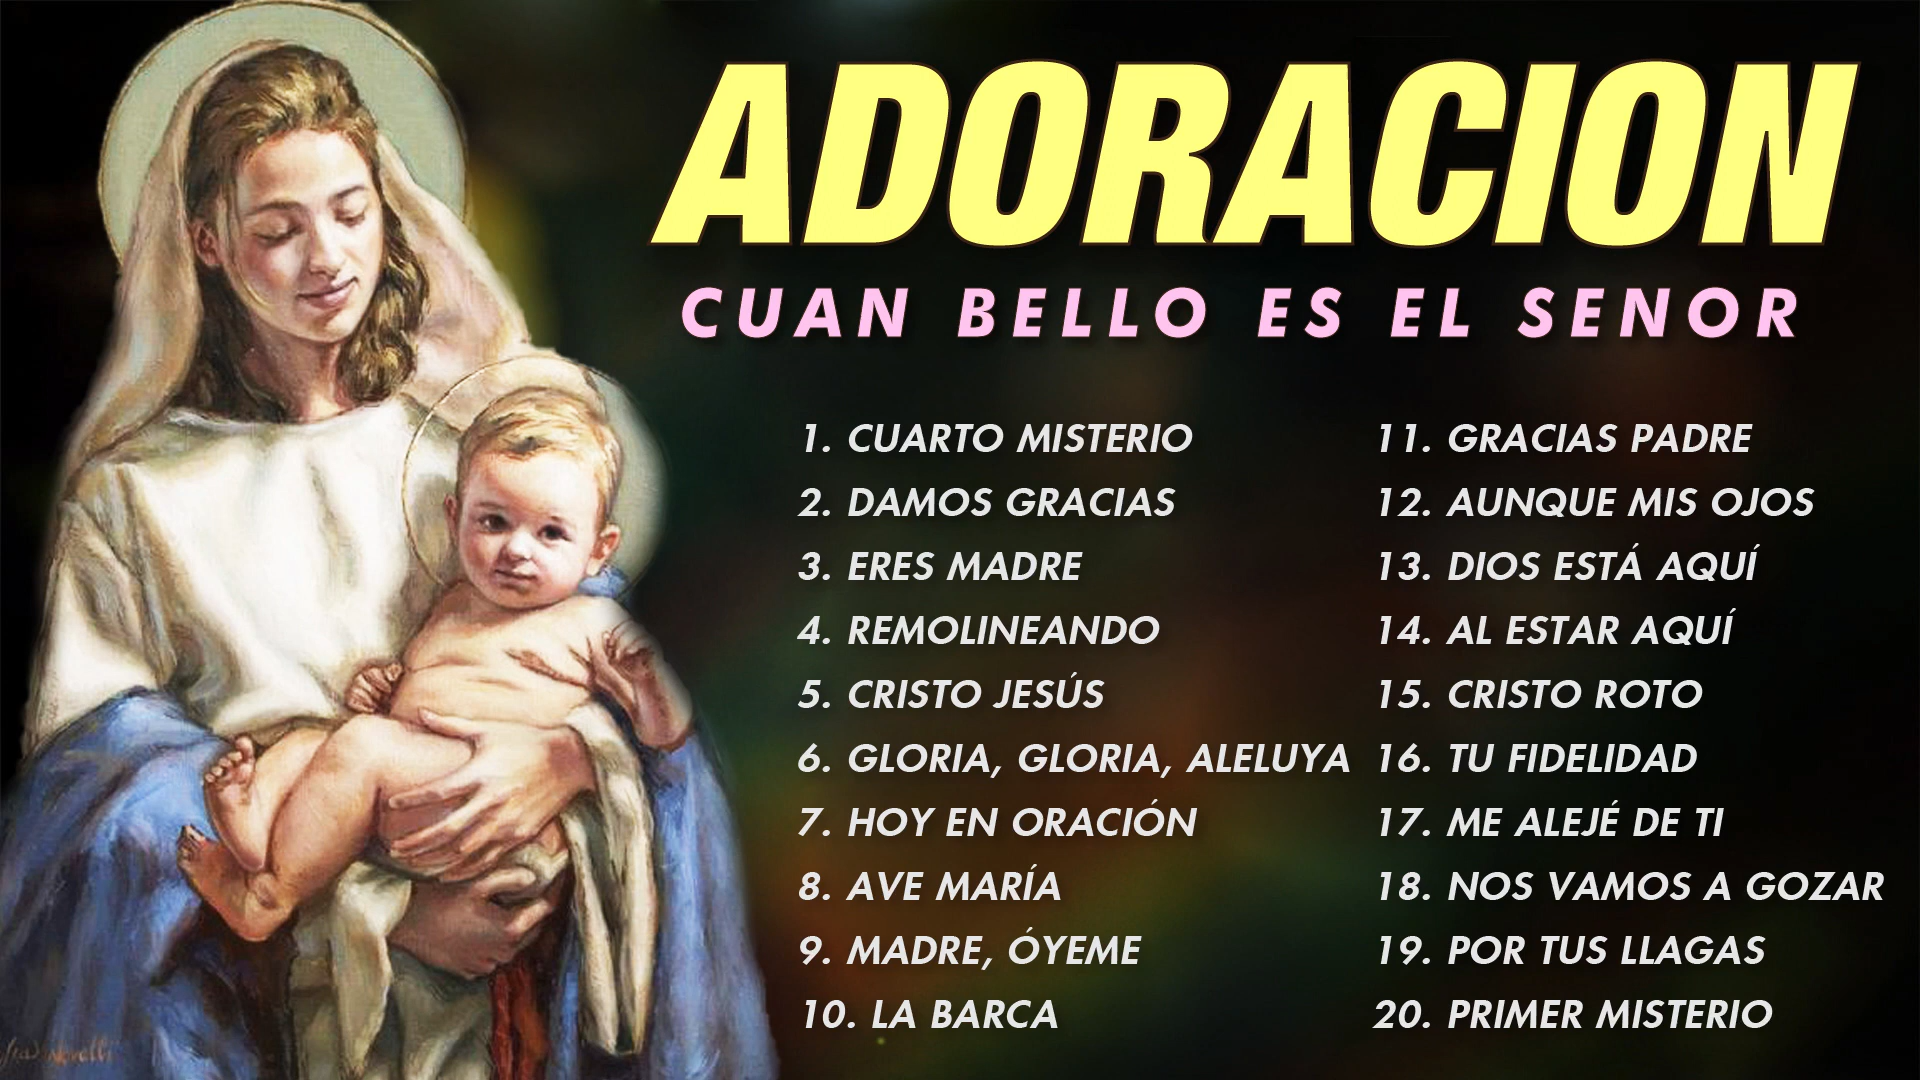 ADORACION
CUAN BELLO ES EL SENOR
1. CUARTO MISTERIO
2. DAMOS GRACIAS
3. ERES MADRE
4. REMOLINEANDO
5. CRISTO JESÚS
6. GLORIA, GLORIA, ALELUYA
7. HOY EN ORACIÓN
8. AVE MARÍA
9. MADRE, ÓYEME
10. LA BARCA
11. GRACIAS PADRE
12. AUNQUE MIS OJOS
13. DIOS ESTÁ AQUÍ
14. AL ESTAR AQUÍ
15. CRISTO ROTO
16. TU FIDELIDAD
17. ME ALEJÉ DE TI
18. NOS VAMOS A GOZAR
19. POR TUS LLAGAS
20. PRIMER MISTERIO